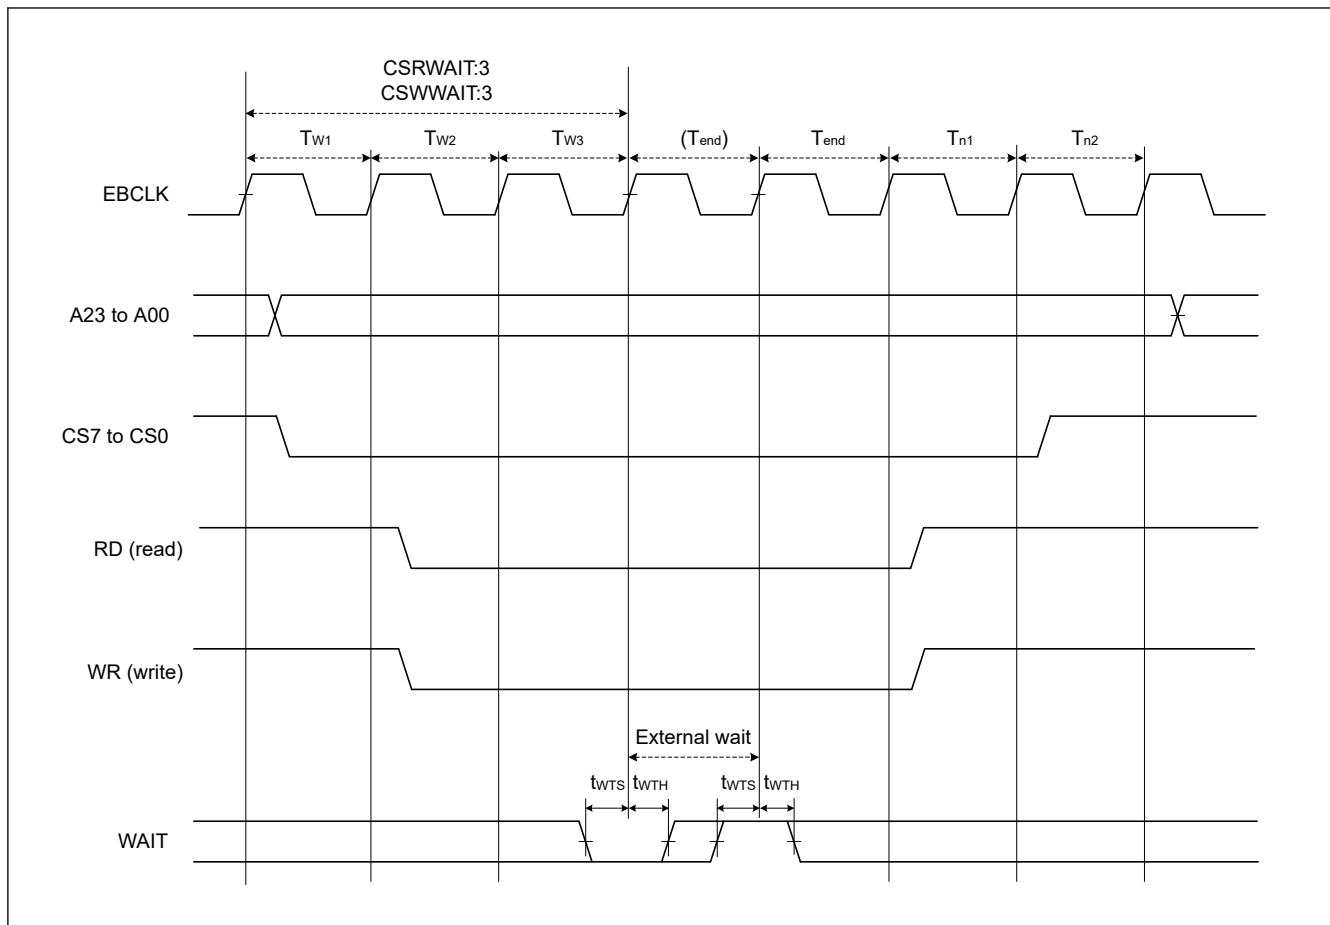 CSRWAIT:3
CSWWAIT:3
TW1 TW2 TW3 (Tend) Tend Tn1 Tn2
EBCLK
A23 to A00
CS7 to CS0
RD (read)
WR (write)
External wait
tWTS tWTH tWTS tWTH
WAIT